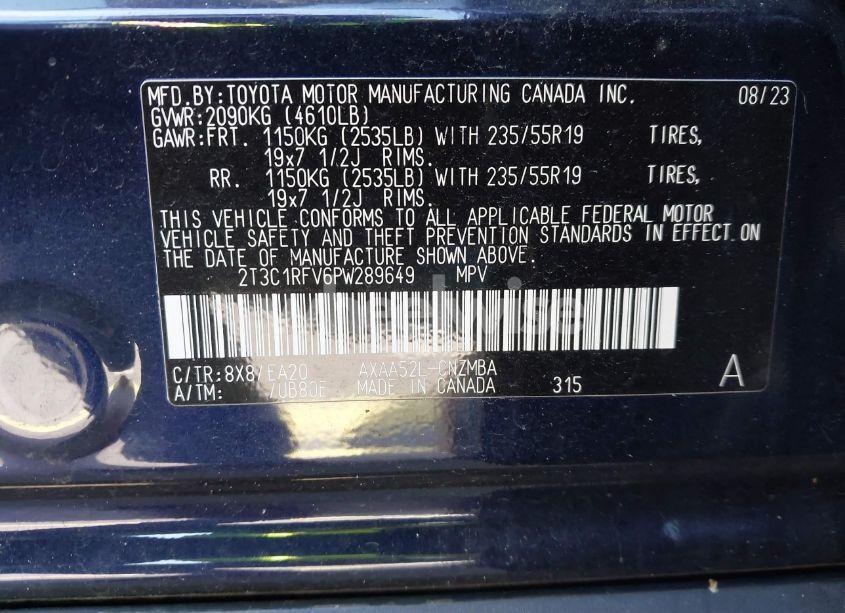 MFD.BY:TOYOTA MOTOR MANUFACTURING CANADA INC. 08/23
GVWR:2090KG (4610LB)
GAWR:FRT. 1150KG (2535LB) WITH 235/55R19 TIRES,
19x7 1/2J RIMS.
RR. 1150KG (2535LB) WITH 235/55R19 TIRES,
19x7 1/2J RIMS.
THIS VEHICLE CONFORMS TO ALL APPLICABLE FEDERAL MOTOR
VEHICLE SAFETY AND THEFT PREVENTION STANDARDS IN EFFECT ON
THE DATE OF MANUFACTURE SHOWN ABOVE.
2T3C1RFV6PW289649 MPV
C/TR:8X8/EA20 AXAA52L-CNZMBA
A/TM: /UB80E MADE IN CANADA 315 A